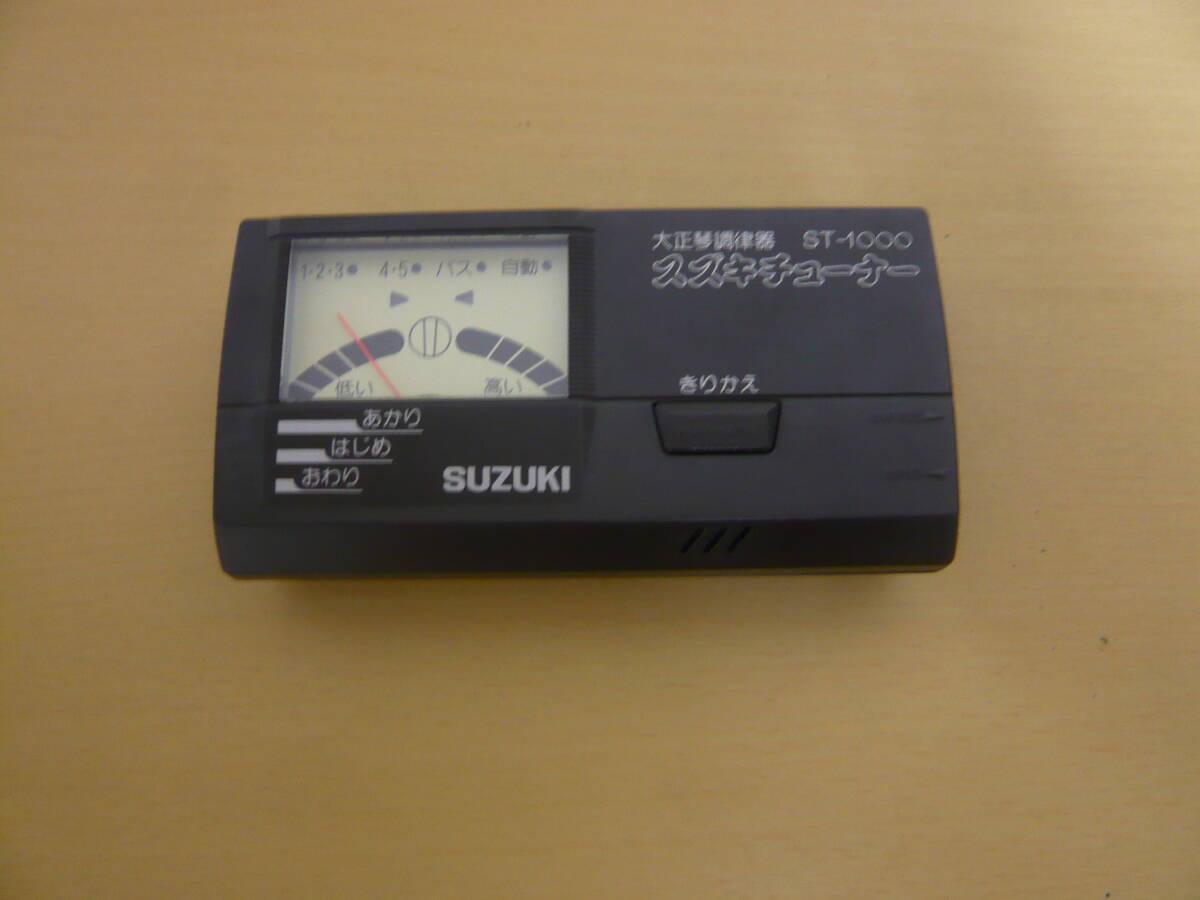 大正琴調律器 ST-1000
スズキチューナー
1・2・3 4・5 バス 自動
低い 高い
きりかえ
あかり
はじめ
おわり
SUZUKI